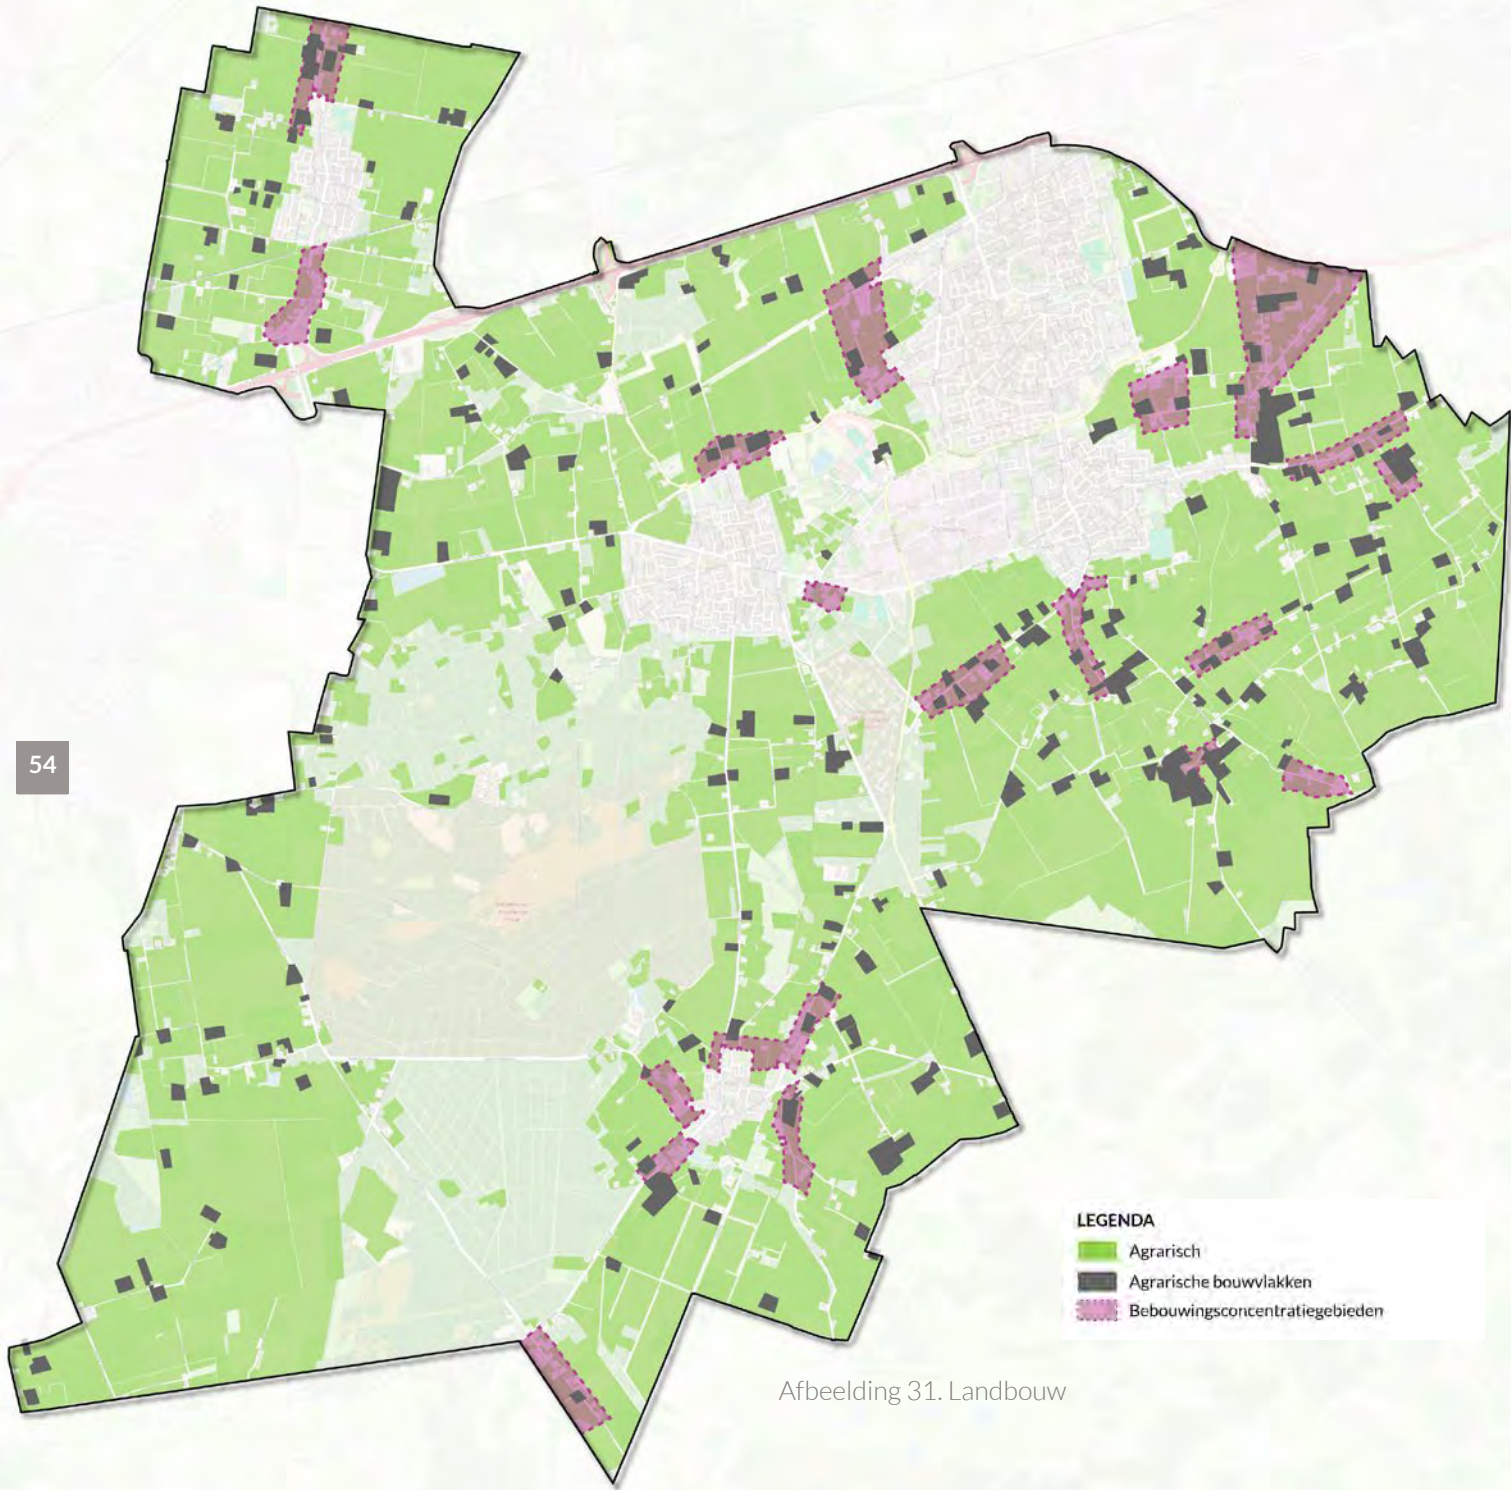 54
LEGENDA
Agrarisch
Agrarische bouwvlakken
Bebouwingsconcentratiegebieden
Afbeelding 31. Landbouw